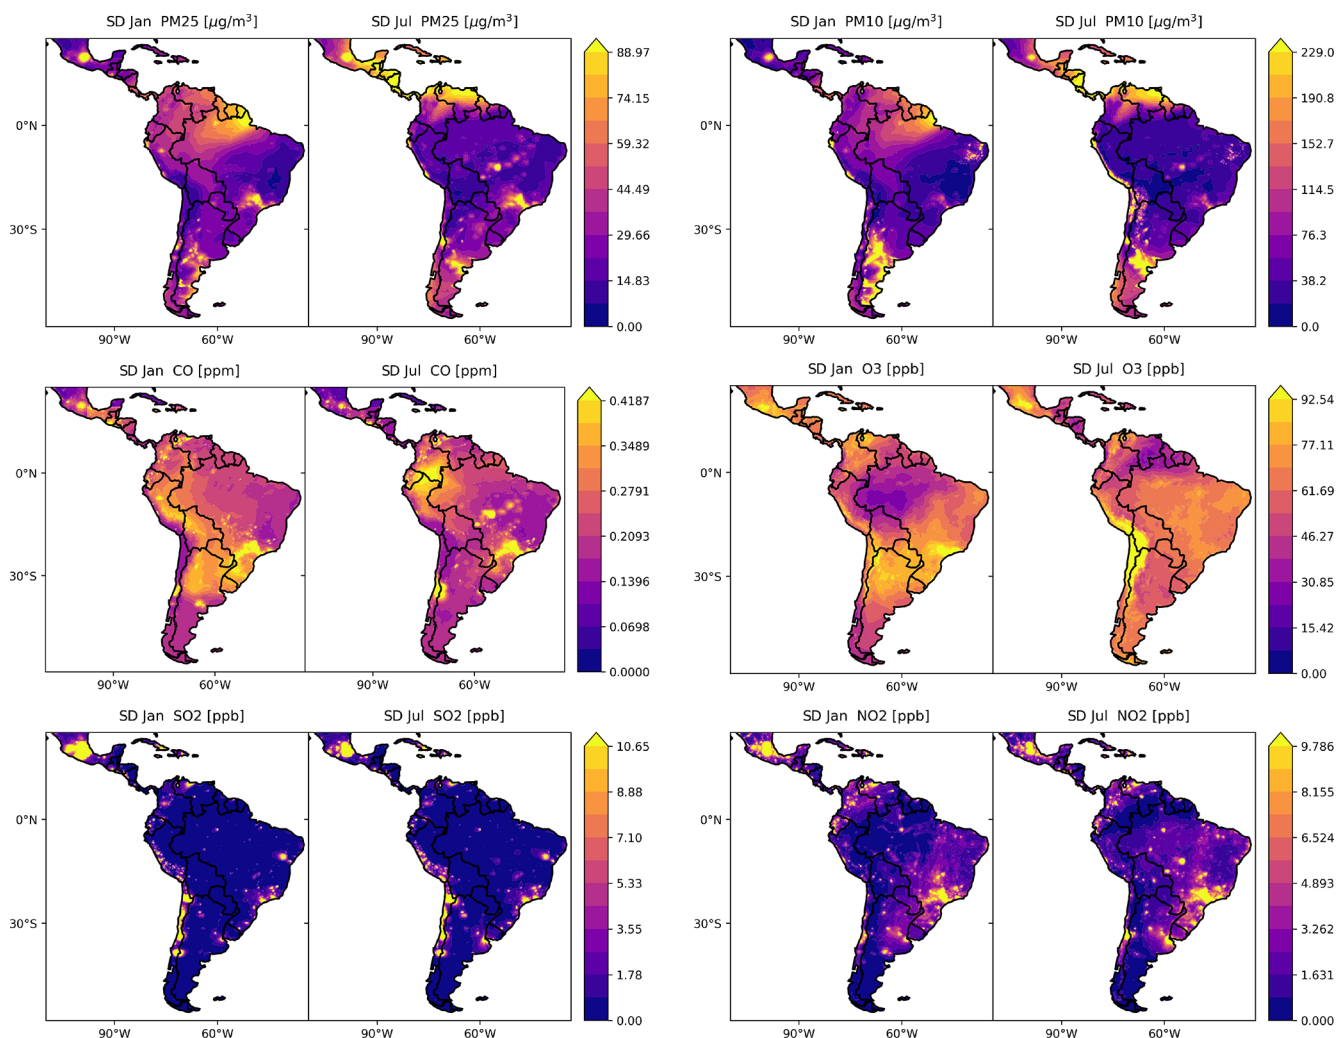 SD Jan PM25 [μg/m³]
SD Jul PM25 [μg/m³]
88.97
74.15
59.32
44.49
29.66
14.83
0.00
0°N
30°S
90°W
60°W
90°W
60°W
SD Jan PM10 [μg/m³]
SD Jul PM10 [μg/m³]
229.0
190.8
152.7
114.5
76.3
38.2
0.0
0°N
30°S
90°W
60°W
90°W
60°W
SD Jan CO [ppm]
SD Jul CO [ppm]
0.4187
0.3489
0.2791
0.2093
0.1396
0.0698
0.0000
0°N
30°S
90°W
60°W
90°W
60°W
SD Jan O3 [ppb]
SD Jul O3 [ppb]
92.54
77.11
61.69
46.27
30.85
15.42
0.00
0°N
30°S
90°W
60°W
90°W
60°W
SD Jan SO2 [ppb]
SD Jul SO2 [ppb]
10.65
8.88
7.10
5.33
3.55
1.78
0.00
0°N
30°S
90°W
60°W
90°W
60°W
SD Jan NO2 [ppb]
SD Jul NO2 [ppb]
9.786
8.155
6.524
4.893
3.262
1.631
0.000
0°N
30°S
90°W
60°W
90°W
60°W